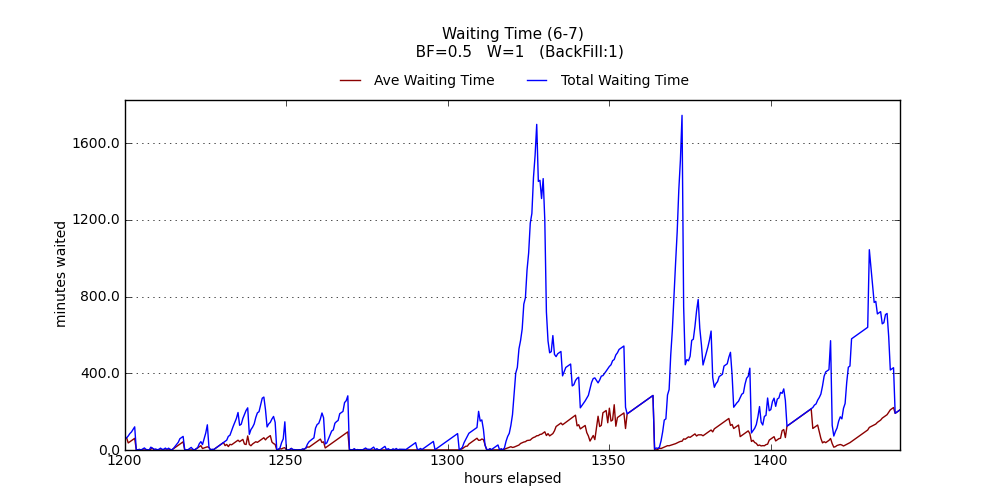 Waiting Time (6-7)
BF=0.5   W=1   (BackFill:1)
Ave Waiting Time   Total Waiting Time
1600.0
1200.0
800.0
400.0
0.0
minutes waited
1200   1250   1300   1350   1400
hours elapsed